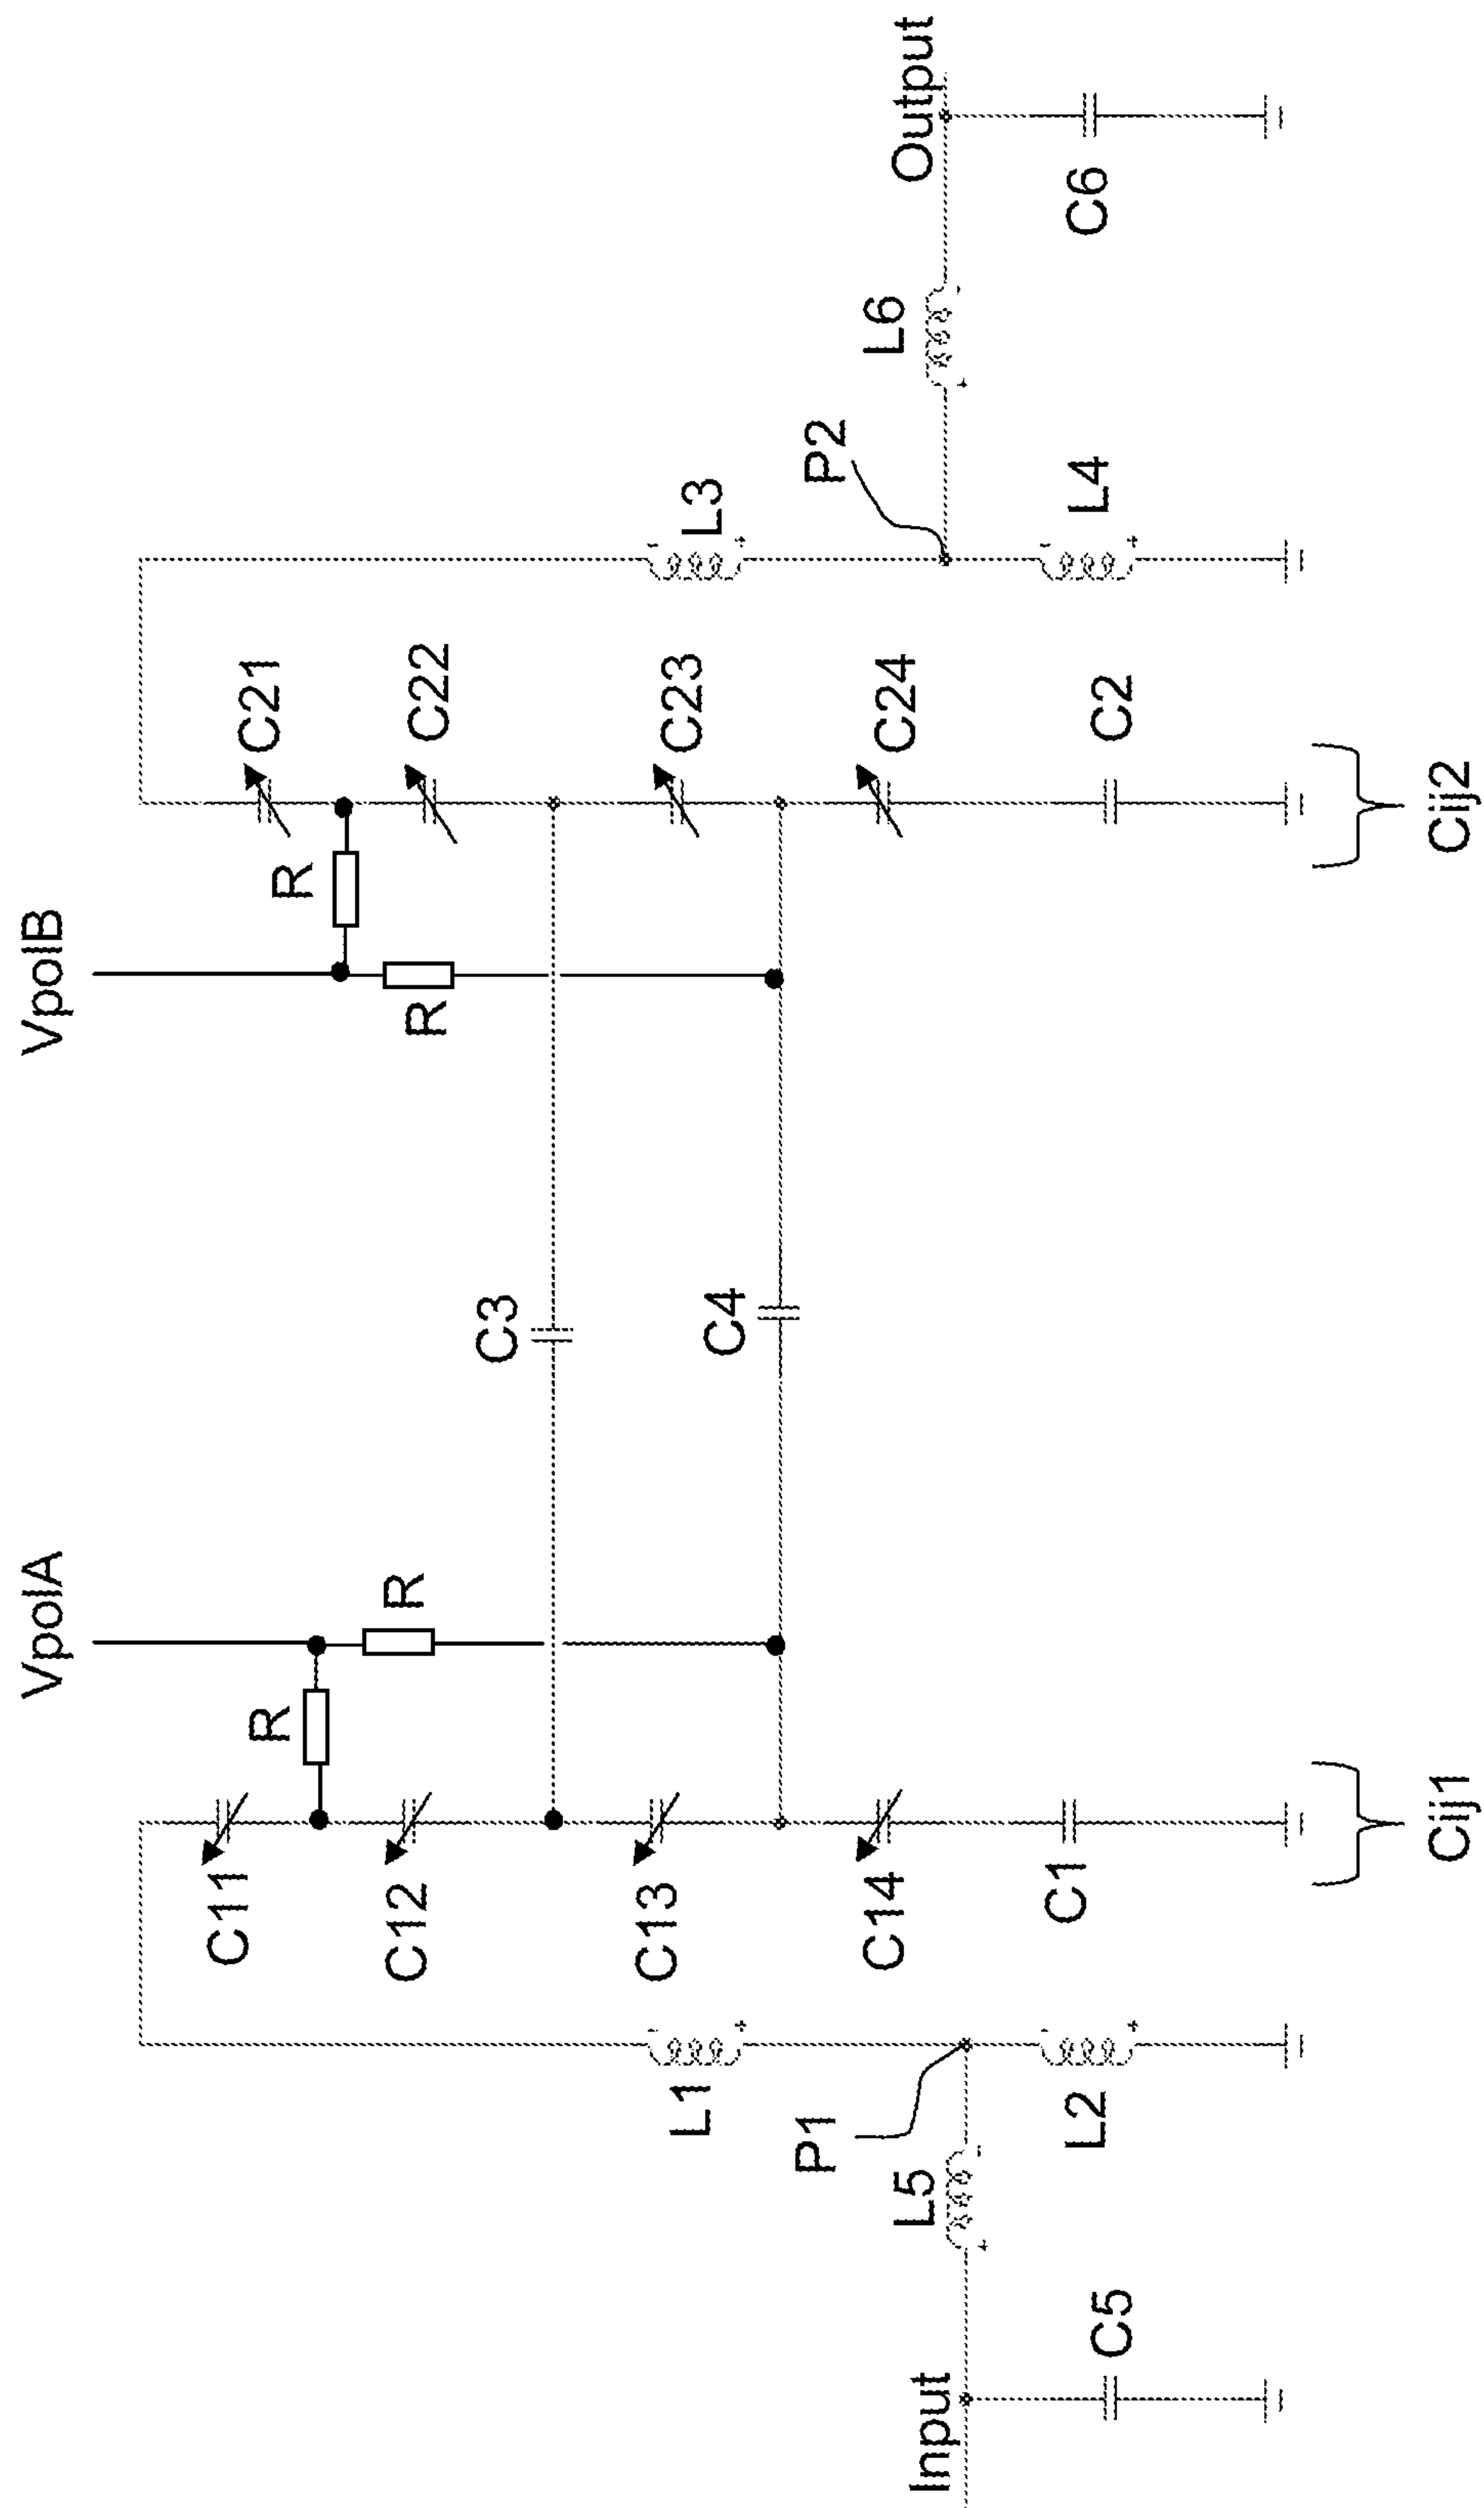 VpolA
VpolB
C11
R
R
C12
C13
C14
C1
L1
P1
L2
L5
Input
C5
Cij1
C3
C4
R
R
C21
C22
C23
C24
C2
L3
P2
L4
L6
Output
C6
Cij2